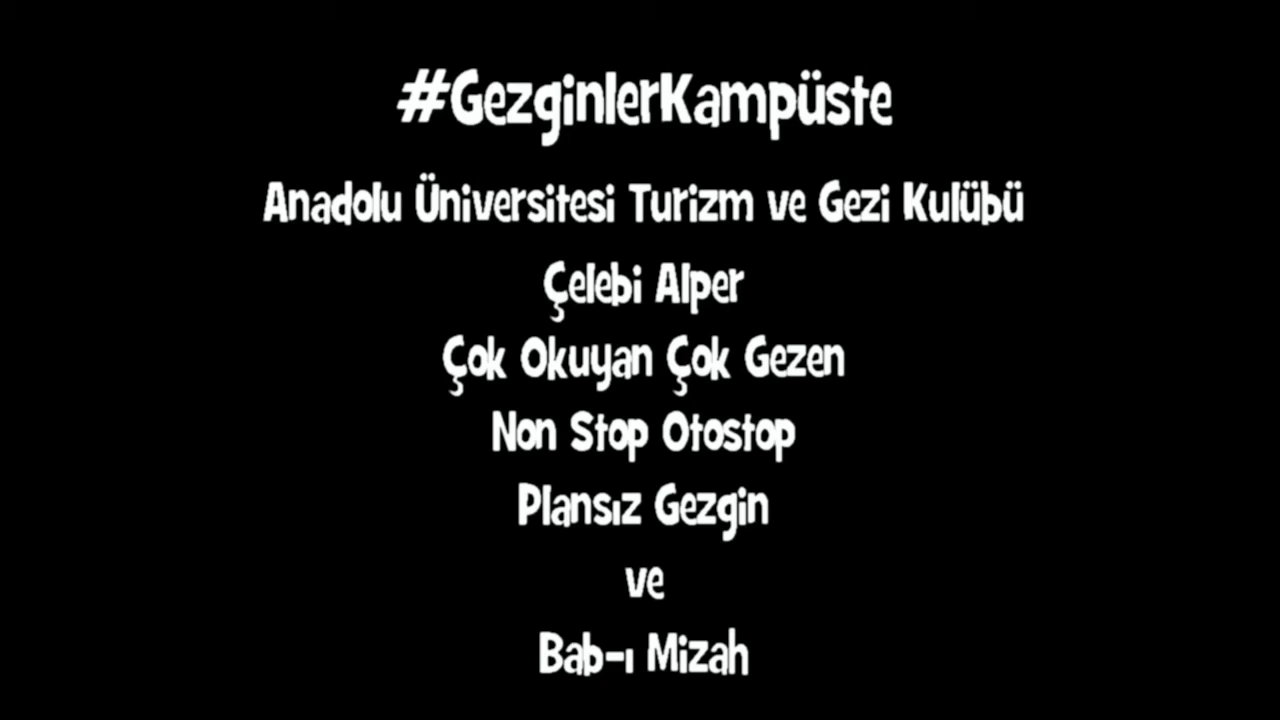 #GezginlerKampüste
Anadolu Üniversitesi Turizm ve Gezi Kulübü
Çelebi Alper
Çok Okuyan Çok Gezen
Non Stop Otostop
Plansız Gezgin
ve
Bab-ı Mizah